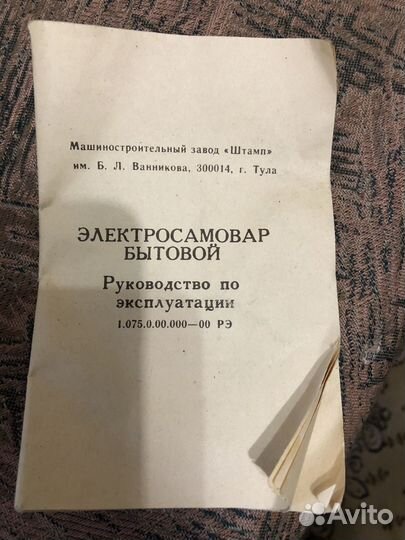 Машиностроительный завод «Штамп»
им. Б. Л. Ванникова, 300014, г. Тула
ЭЛЕКТРОСАМОВАР
БЫТОВОЙ
Руководство по
эксплуатации
1.075.0.00.000—00 РЭ
Avito